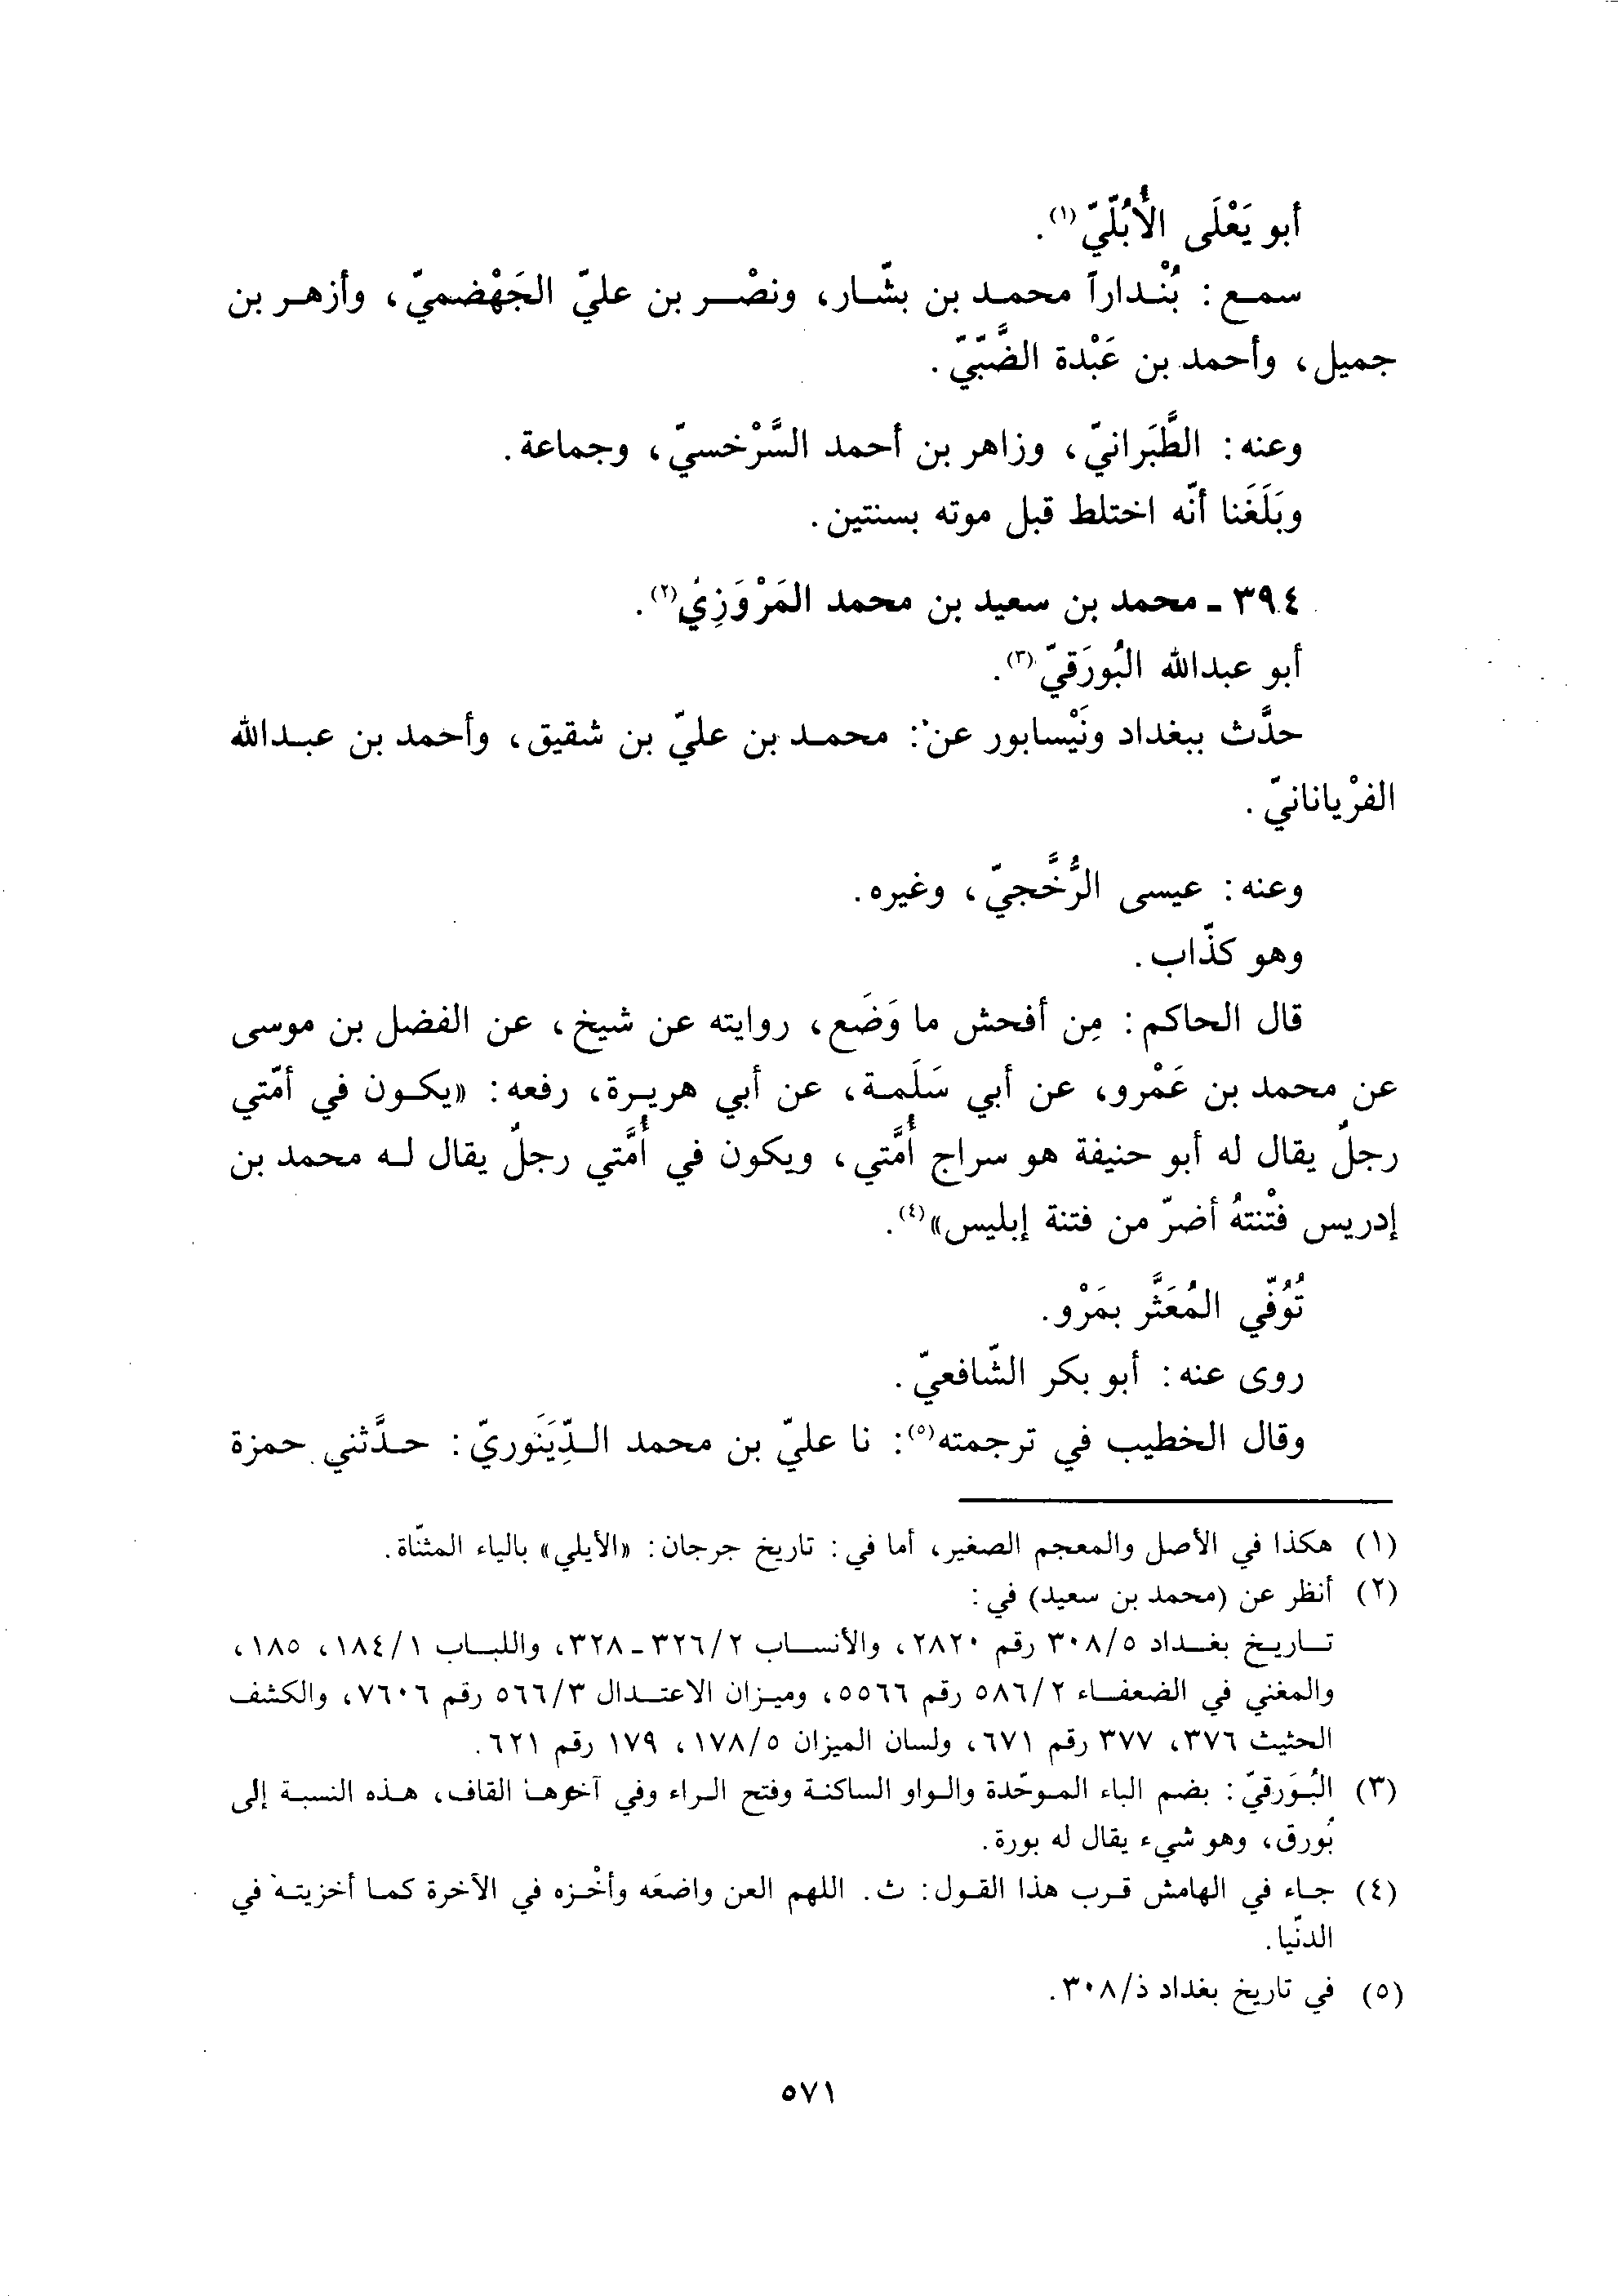 أبو يَعْلَى الأُبُلّيّ(١).
سمع: بُنْداراً محمد بن بشّار، ونصْر بن عليّ الجَهْضميّ، وأزهر بن
جميل، وأحمد بن عَبْدة الضَّبّيّ.
وعنه: الطَّبَرانيّ، وزاهر بن أحمد السَّرْخسيّ، وجماعة.
وبَلَغَنا أنّه اختلط قبل موته بسنتين.
٣٩٤ ـ محمد بن سعيد بن محمد المَرْوَزِيُ(٢).
أبو عبدالله البُورَقيّ(٣).
حدَّث ببغداد ونَيْسابور عن: محمد بن عليّ بن شقيق، وأحمد بن عبدالله
الفرْيانانيّ.
وعنه: عيسى الرُّخَّجيّ، وغيره.
وهو كذّاب.
قال الحاكم: مِن أفحش ما وَضَع، روايته عن شيخ، عن الفضل بن موسى
عن محمد بن عَمْرو، عن أبي سَلَمة، عن أبي هريرة، رفعه: «يكون في أمّتي
رجلٌ يقال له أبو حنيفة هو سراج أُمَّتي، ويكون في أُمَّتي رجلٌ يقال له محمد بن
إدريس فتْنتهُ أضرّ من فتنة إبليس»(٤).
تُوُفّي المُعَثَّر بمَرْو.
روى عنه: أبو بكر الشّافعيّ.
وقال الخطيب في ترجمته(٥): نا عليّ بن محمد الدِّيَنَوريّ: حدَّثني حمزة
(١) هكذا في الأصل والمعجم الصغير، أما في: تاريخ جرجان: «الأيلي» بالياء المثنّاة.
(٢) أنظر عن (محمد بن سعيد) في:
تاريخ بغداد ٣٠٨/٥ رقم ٢٨٢٠، والأنساب ٣٢٦/٢ ـ ٣٢٨، واللباب ١٨٤/١، ١٨٥،
والمغني في الضعفاء ٥٨٦/٢ رقم ٥٥٦٦، وميزان الاعتدال ٥٦٦/٣ رقم ٧٦٠٦، والكشف
الحثيث ٣٧٦، ٣٧٧ رقم ٦٧١، ولسان الميزان ١٧٨/٥، ١٧٩ رقم ٦٢١.
(٣) البُوَرقيّ: بضم الباء الموحّدة والواو الساكنة وفتح الراء وفي آخرها القاف، هذه النسبة إلى
بُورق، وهو شيء يقال له بورة.
(٤) جاء في الهامش قرب هذا القول: ث. اللهم العن واضعَه وأخْزه في الآخرة كما أخزيته في
الدنّيا.
(٥) في تاريخ بغداد ذ/٣٠٨.
٥٧١